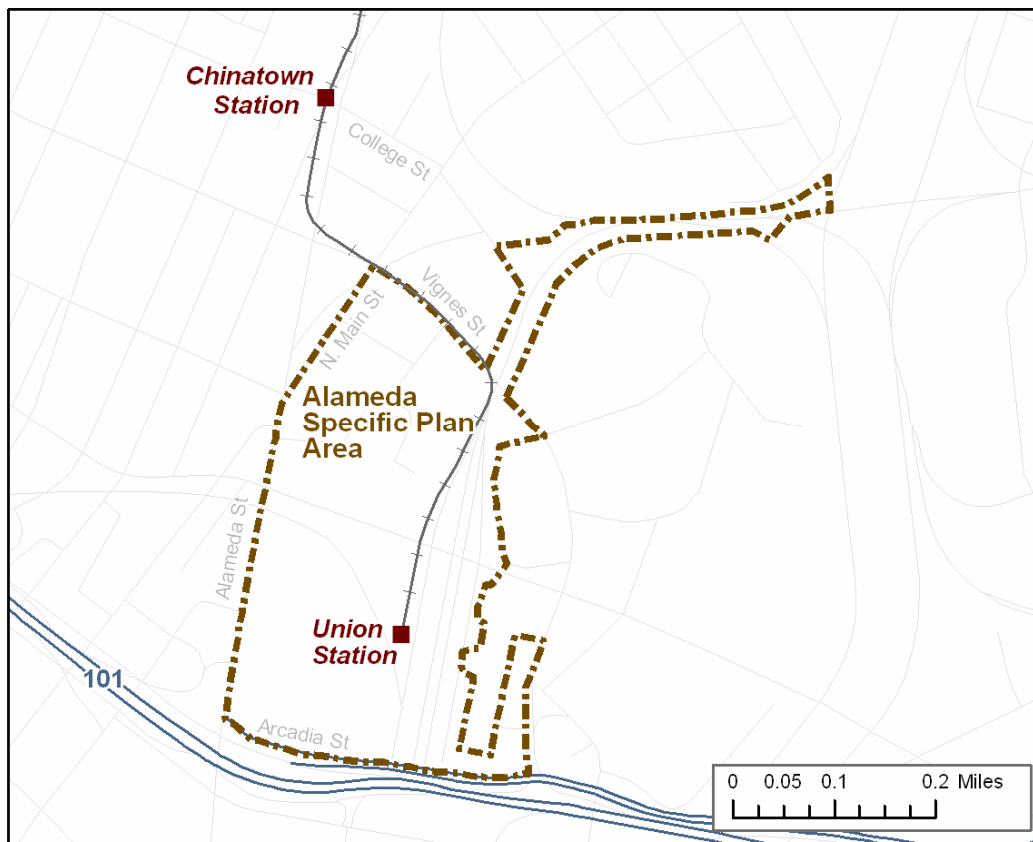 Chinatown
Station
College St
Vignes St
N. Main St
Alameda
Specific Plan
Area
Alameda St
Union
Station
101
Arcadia St
0 0.05 0.1 0.2 Miles